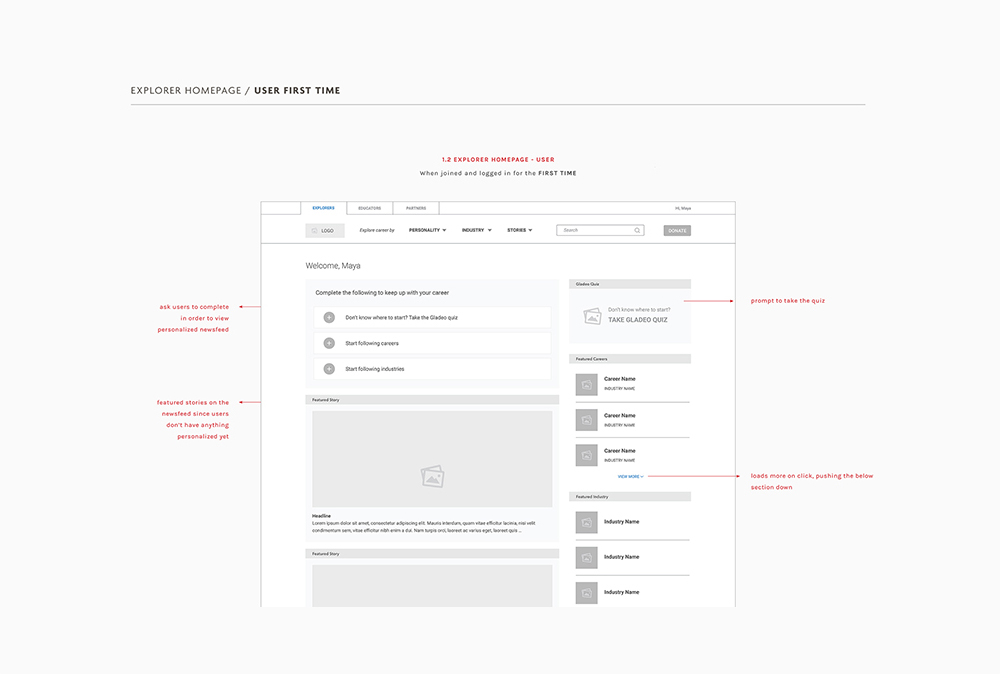 EXPLORER HOMEPAGE / USER FIRST TIME
1.2 EXPLORER HOMEPAGE - USER
When joined and logged in for the FIRST TIME
EXPLORERS EDUCATORS PARTNERS Hi, Maya
LOGO Explore career by PERSONALITY INDUSTRY STORIES Search DONATE
Welcome, Maya
Complete the following to keep up with your career
Don't know where to start? Take the Gladeo quiz
Start following careers
Start following industries
ask users to complete
in order to view
personalized newsfeed
Featured Story
featured stories on the
newsfeed since users
don't have anything
personalized yet
Headline
Lorem ipsum dolor sit amet, consectetur adipiscing elit. Mauris interdum, quam vitae efficitur lacinia, nisi velit
condimentum sem, vitae efficitur nibh enim a dui. Nam turpis orci, laoreet ac varius eget, laoreet quis ...
Featured Story
Gladeo Quiz
Don't know where to start?
TAKE GLADEO QUIZ
prompt to take the quiz
Featured Careers
Career Name
INDUSTRY NAME
Career Name
INDUSTRY NAME
Career Name
INDUSTRY NAME
VIEW MORE
loads more on click, pushing the below
section down
Featured Industry
Industry Name
Industry Name
Industry Name